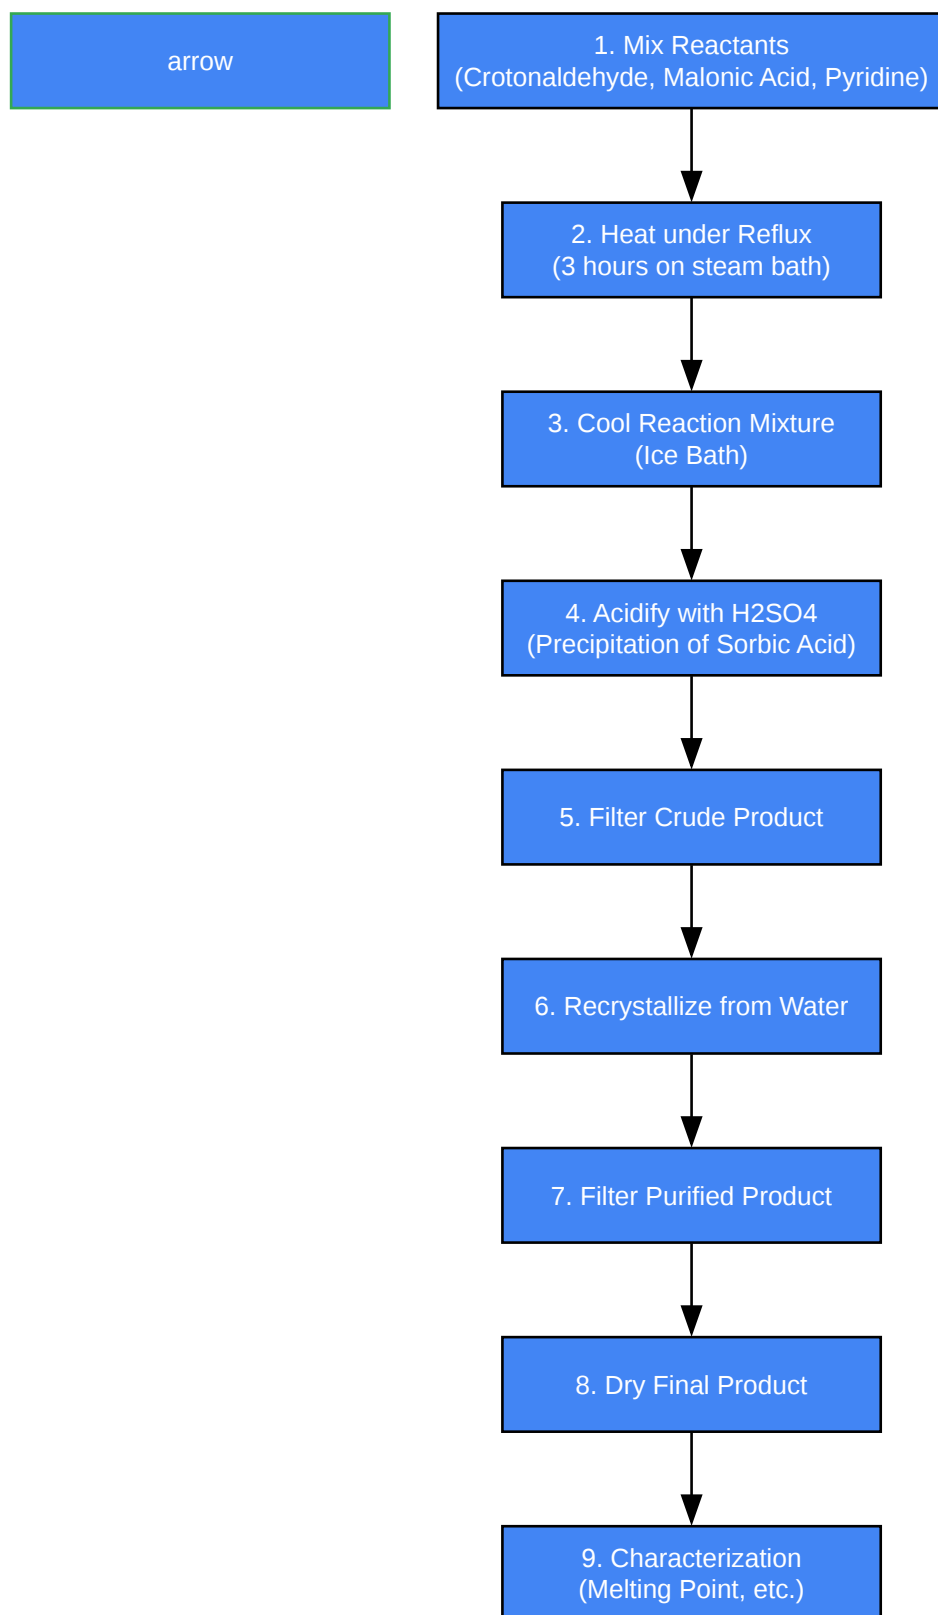 arrow
1. Mix Reactants
(Crotonaldehyde, Malonic Acid, Pyridine)
2. Heat under Reflux
(3 hours on steam bath)
3. Cool Reaction Mixture
(Ice Bath)
4. Acidify with H2SO4
(Precipitation of Sorbic Acid)
5. Filter Crude Product
6. Recrystallize from Water
7. Filter Purified Product
8. Dry Final Product
9. Characterization
(Melting Point, etc.)